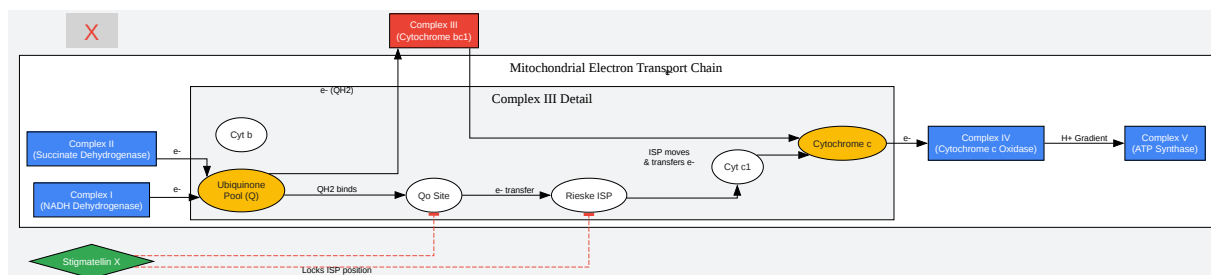 X
Complex III
(Cytochrome bc1)
Mitochondrial Electron Transport Chain
e- (QH2)
Complex III Detail
Cyt b
Complex II
(Succinate Dehydrogenase)
e-
ISP moves
& transfers e-
Cytochrome c
e-
Complex IV
(Cytochrome c Oxidase)
H+ Gradient
Complex V
(ATP Synthase)
Cyt c1
Complex I
(NADH Dehydrogenase)
e-
Ubiquinone
Pool (Q)
QH2 binds
Qo Site
e- transfer
Rieske ISP
Stigmatellin X
Locks ISP position